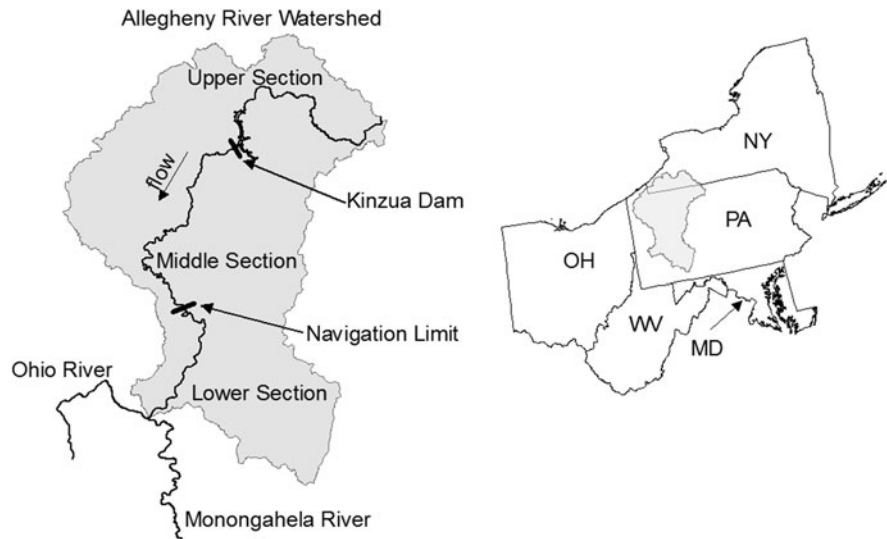 Allegheny River Watershed
Upper Section
flow
Kinzua Dam
Middle Section
Navigation Limit
Ohio River
Lower Section
Monongahela River
NY
PA
OH
WV
MD